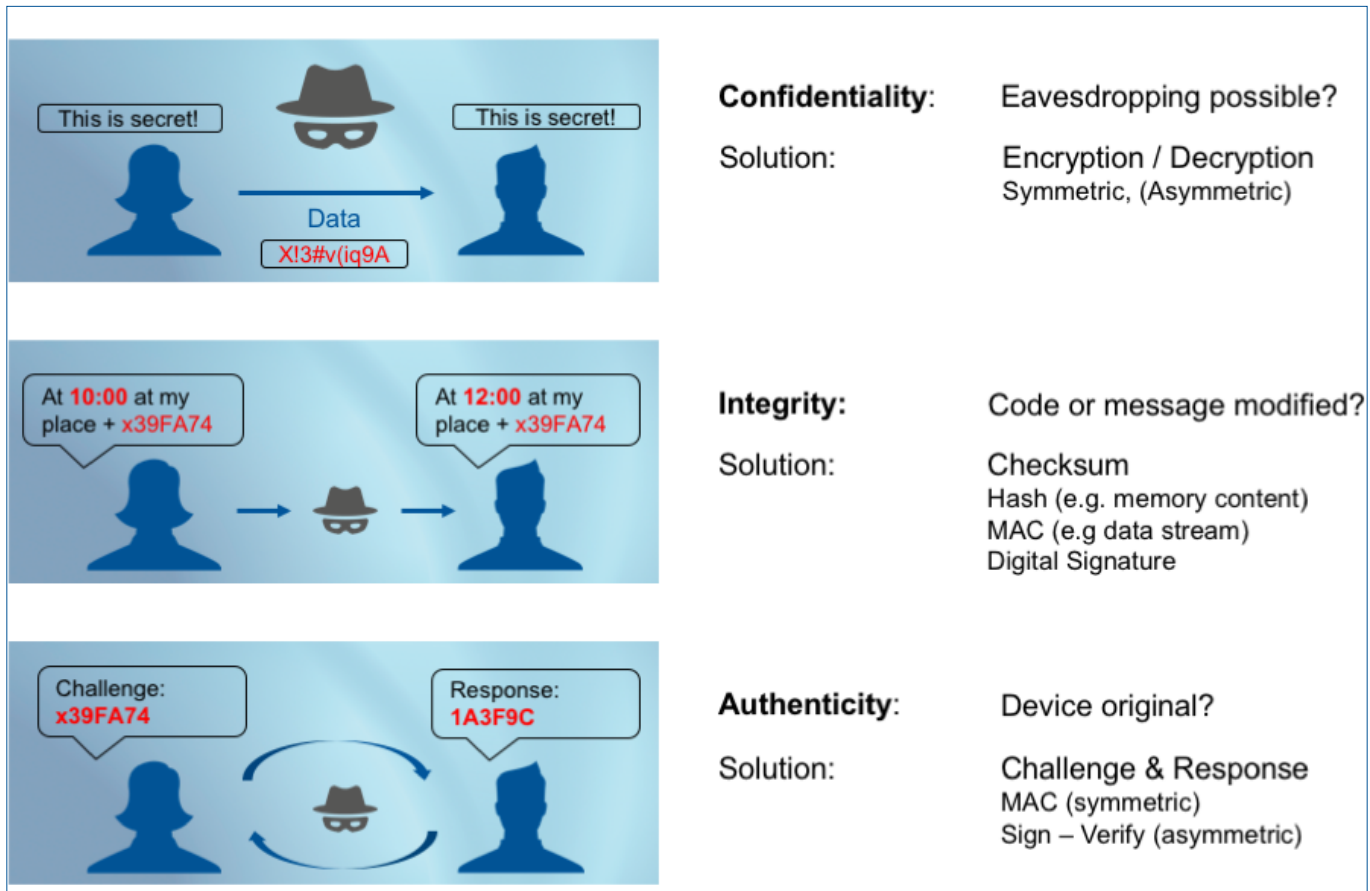 This is secret!
This is secret!
Data
X!3#v(iq9A
Confidentiality: Eavesdropping possible?
Solution: Encryption / Decryption
Symmetric, (Asymmetric)
At 10:00 at my
place + x39FA74
At 12:00 at my
place + x39FA74
Integrity: Code or message modified?
Solution: Checksum
Hash (e.g. memory content)
MAC (e.g data stream)
Digital Signature
Challenge:
x39FA74
Response:
1A3F9C
Authenticity: Device original?
Solution: Challenge & Response
MAC (symmetric)
Sign – Verify (asymmetric)